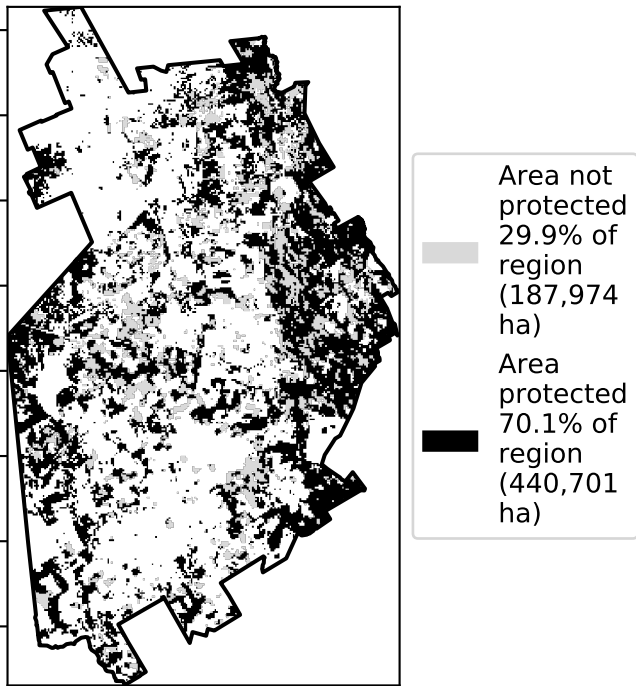 Area not
protected
29.9% of
region
(187,974
ha)
Area
protected
70.1% of
region
(440,701
ha)